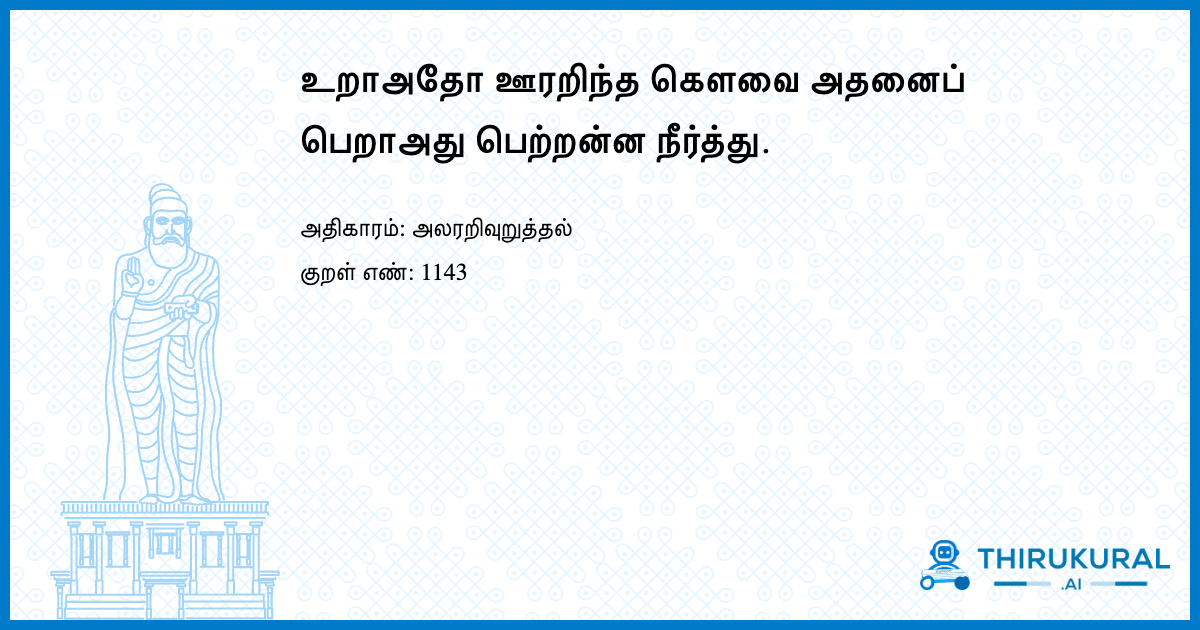 உறாஅதோ ஊரறிந்த கௌவை அதனைப்
பெறாஅது பெற்றன்ன நீர்த்து.
அதிகாரம்: அலரறிவுறுத்தல்
குறள் எண்: 1143
THIRUKURAL
.AI